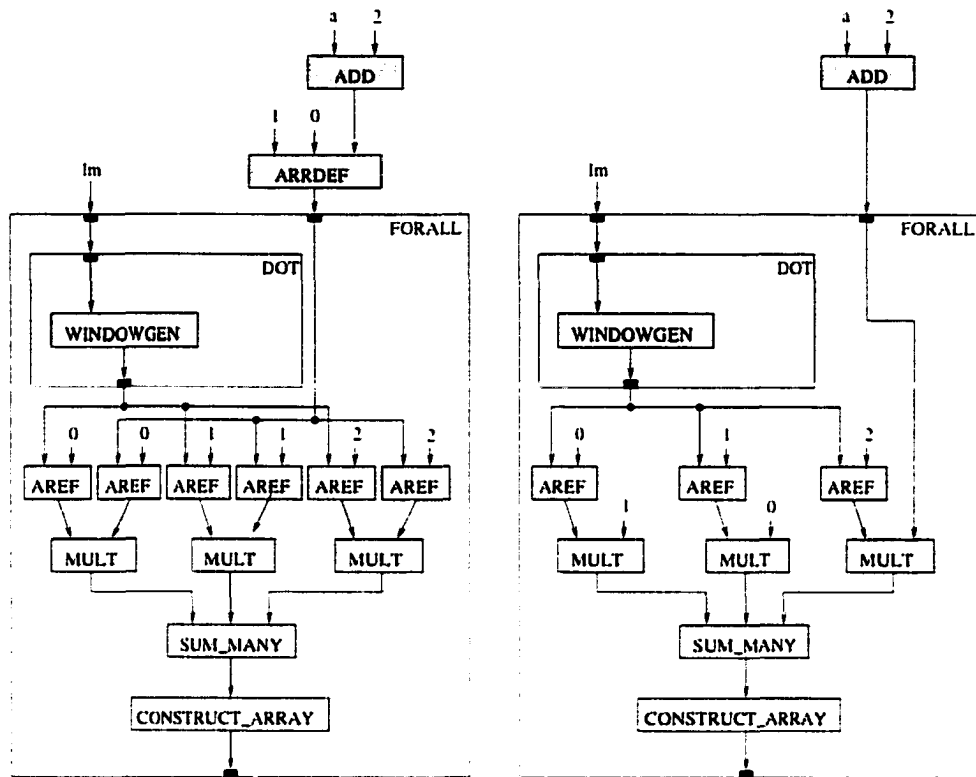 a 2 a 2
ADD ADD
1 0
ARRDEF
Im Im
FORALL FORALL
DOT DOT
WINDOWGEN WINDOWGEN
0 0 1 1 2 2 0 1 2
AREF AREF AREF AREF AREF AREF AREF AREF AREF
1 0
MULT MULT MULT MULT MULT MULT
SUM_MANY SUM_MANY
CONSTRUCT_ARRAY CONSTRUCT_ARRAY